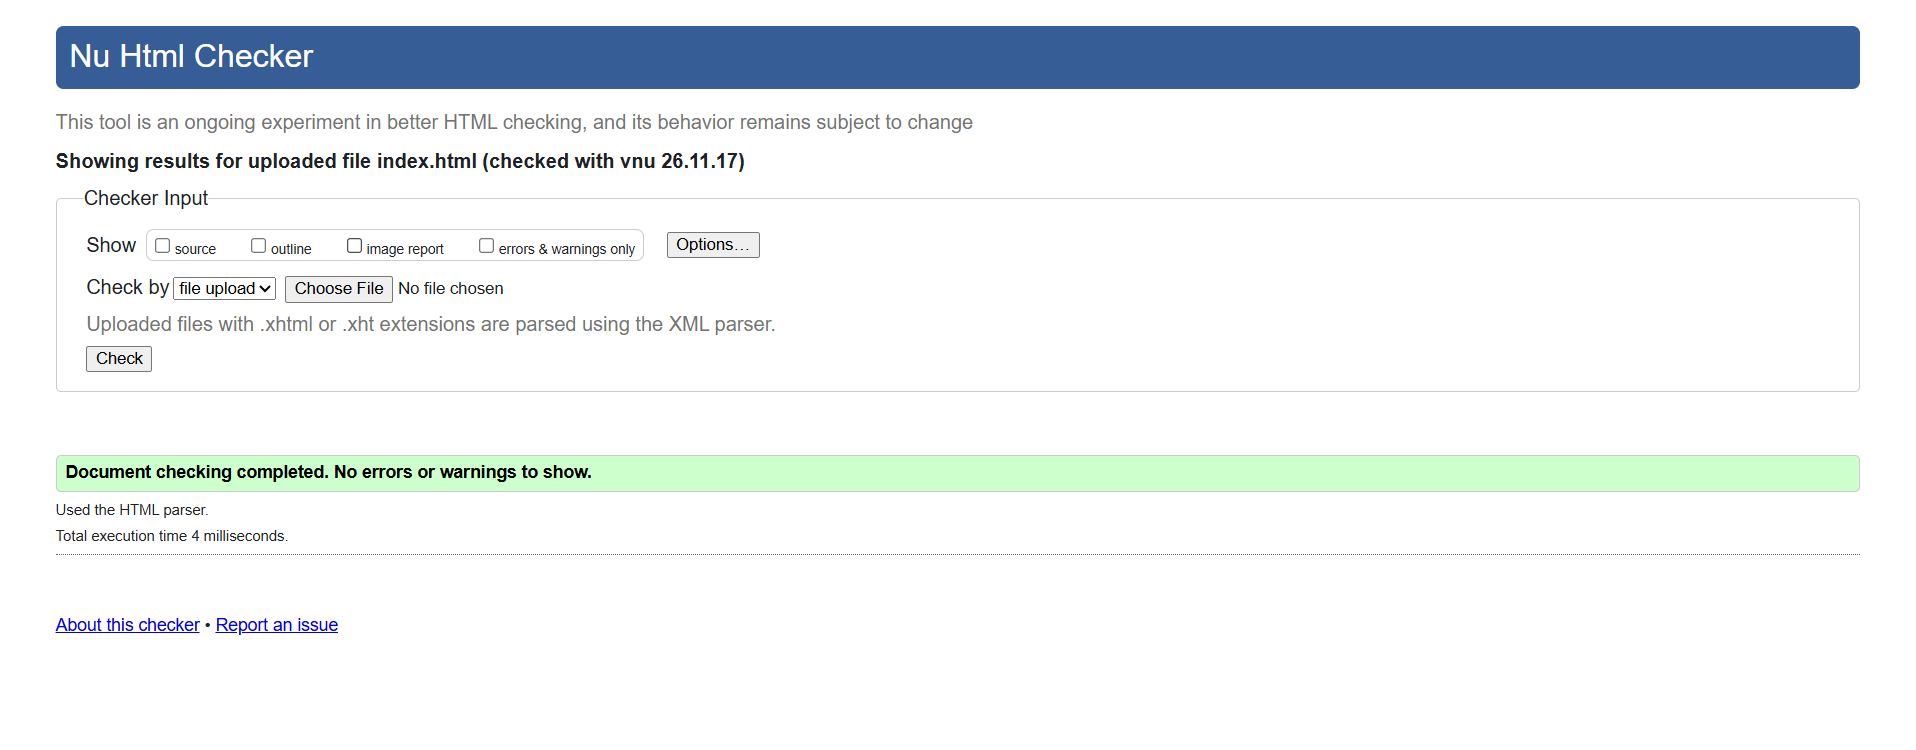 Nu Html Checker
This tool is an ongoing experiment in better HTML checking, and its behavior remains subject to change
Showing results for uploaded file index.html (checked with vnu 26.11.17)
Checker Input
Show source outline image report errors & warnings only Options...
Check by file upload Choose File No file chosen
Uploaded files with .xhtml or .xht extensions are parsed using the XML parser.
Check
Document checking completed. No errors or warnings to show.
Used the HTML parser.
Total execution time 4 milliseconds.
About this checker • Report an issue